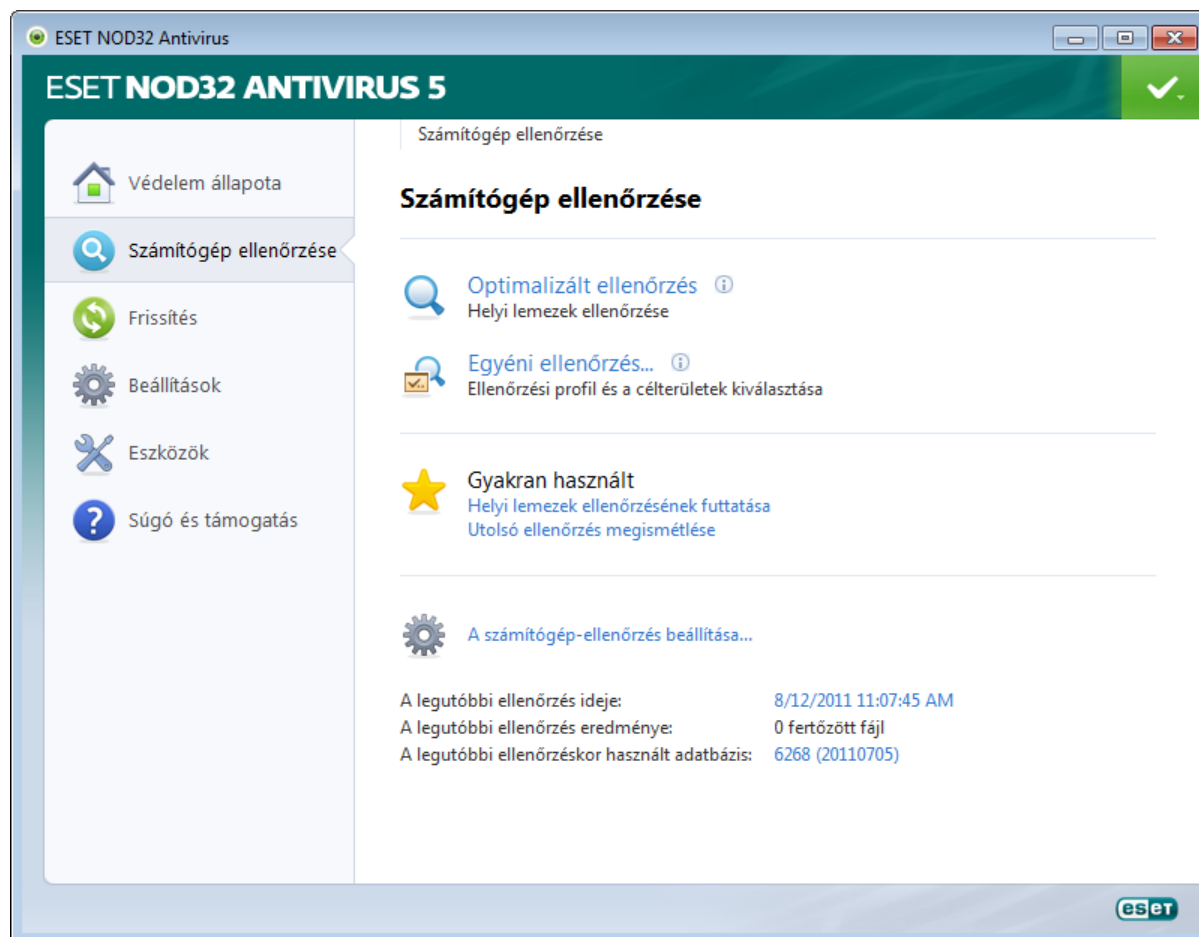 ESET NOD32 Antivirus
ESET NOD32 ANTIVIRUS 5
Védelem állapota
Számítógép ellenőrzése
Frissítés
Beállítások
Eszközök
Súgó és támogatás
Számítógép ellenőrzése
Számítógép ellenőrzése
Optimalizált ellenőrzés
Helyi lemezek ellenőrzése
Egyéni ellenőrzés...
Ellenőrzési profil és a célterületek kiválasztása
Gyakran használt
Helyi lemezek ellenőrzésének futtatása
Utolsó ellenőrzés megismétlése
A számítógép-ellenőrzés beállítása...
A legutóbbi ellenőrzés ideje: 8/12/2011 11:07:45 AM
A legutóbbi ellenőrzés eredménye: 0 fertőzött fájl
A legutóbbi ellenőrzéskor használt adatbázis: 6268 (20110705)
eseT